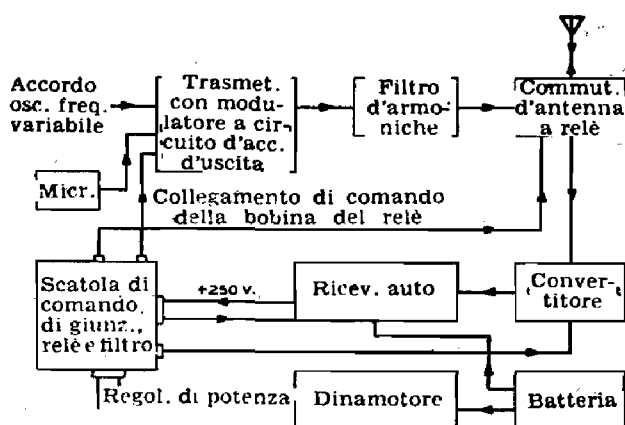 Accordo
osc. freq.
variabile
Trasmet.
con modu-
latore a cir-
cuito d'acc.
d'uscita
Filtro
d'armo-
niche
Commut.
d'antenna
a relè
Micr.
Collegamento di comando
della bobina del relè
Scatola di
comando,
di giunz.,
relè e filtro
+250 v.
Ricev. auto
Conver-
titore
Regol. di potenza
Dinamotore
Batteria